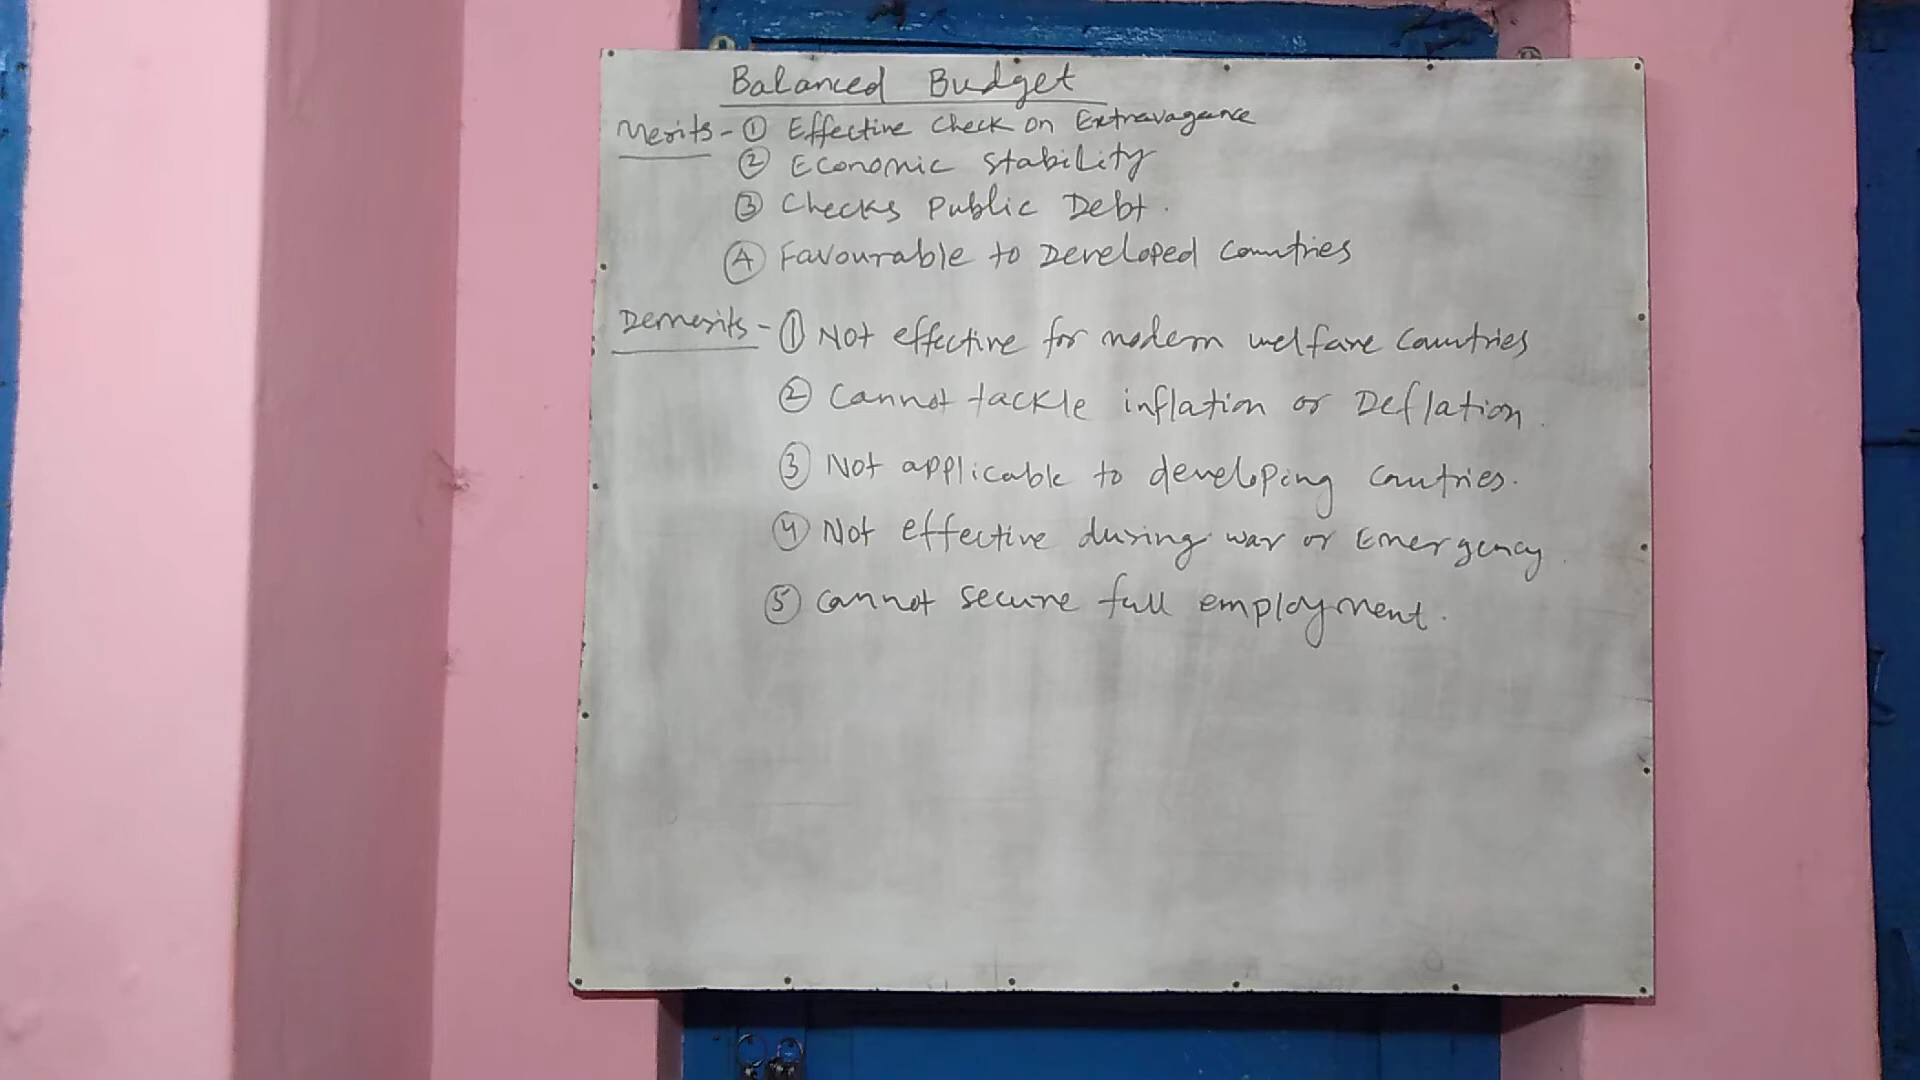 Balanced Budget
Merits - ① Effective Check on Extravagance
② Economic Stability
③ Checks Public Debt.
④ Favourable to Developed Countries
Demerits - ① Not effective for modern welfare Countries
② Cannot tackle inflation or Deflation.
③ Not applicable to developing Countries.
④ Not effective during war or Emergency.
⑤ cannot secure full employment.